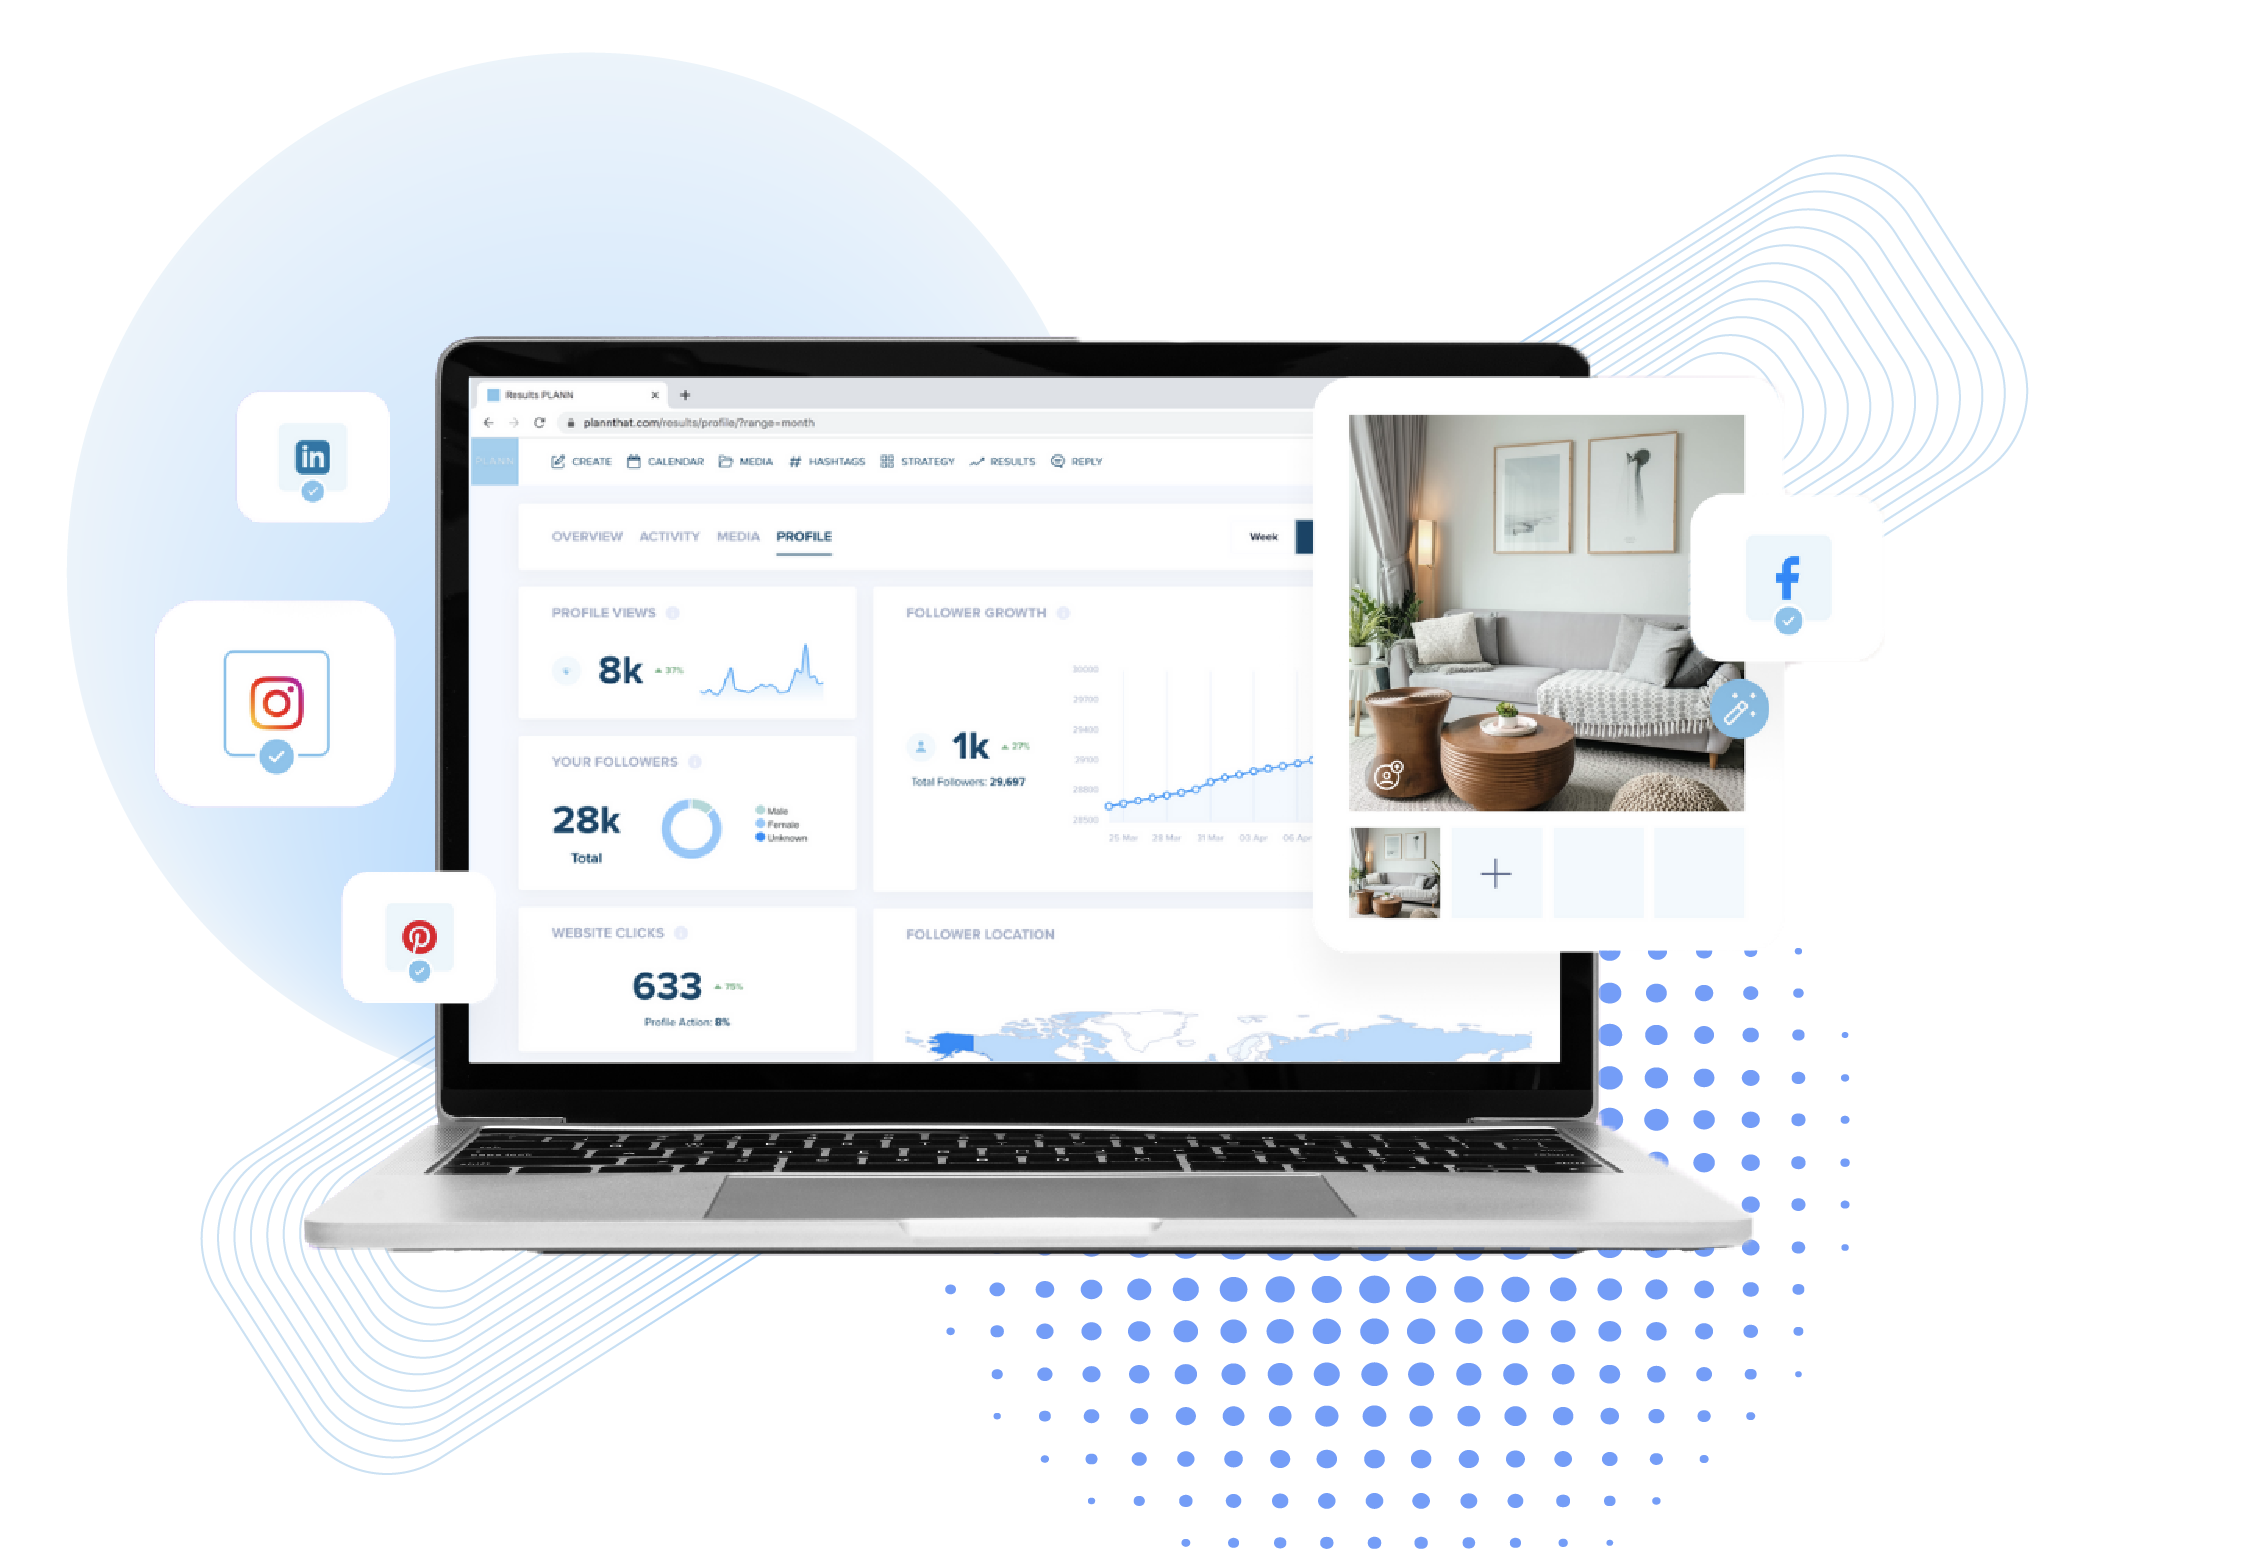 Results PLANN
plannthat.com/results/profile/?range=month
PLANN
CREATE CALENDAR MEDIA HASHTAGS STRATEGY RESULTS REPLY
OVERVIEW ACTIVITY MEDIA PROFILE
Week
PROFILE VIEWS
8k 37%
YOUR FOLLOWERS
28k
Total
Male
Female
Unknown
WEBSITE CLICKS
633 75%
Profile Action: 8%
FOLLOWER GROWTH
1k 27%
Total Followers: 29,697
30000
29700
29400
29100
28800
28500
25 Mar 28 Mar 31 Mar 03 Apr 06 Apr
FOLLOWER LOCATION
in